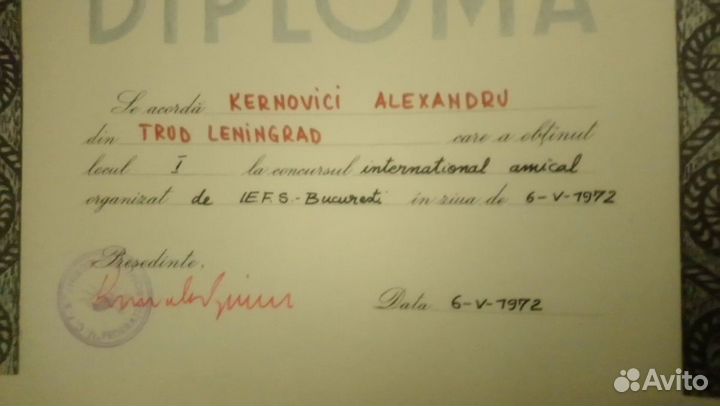 DIPLOMA
Se acordă KERNOVICI ALEXANDRU
din TRUD LENINGRAD care a obținut
locul I la concursul international amical
organizat de I.E.F.S.-București în ziua de 6-V-1972
Președinte,
Data 6-V-1972
Avito